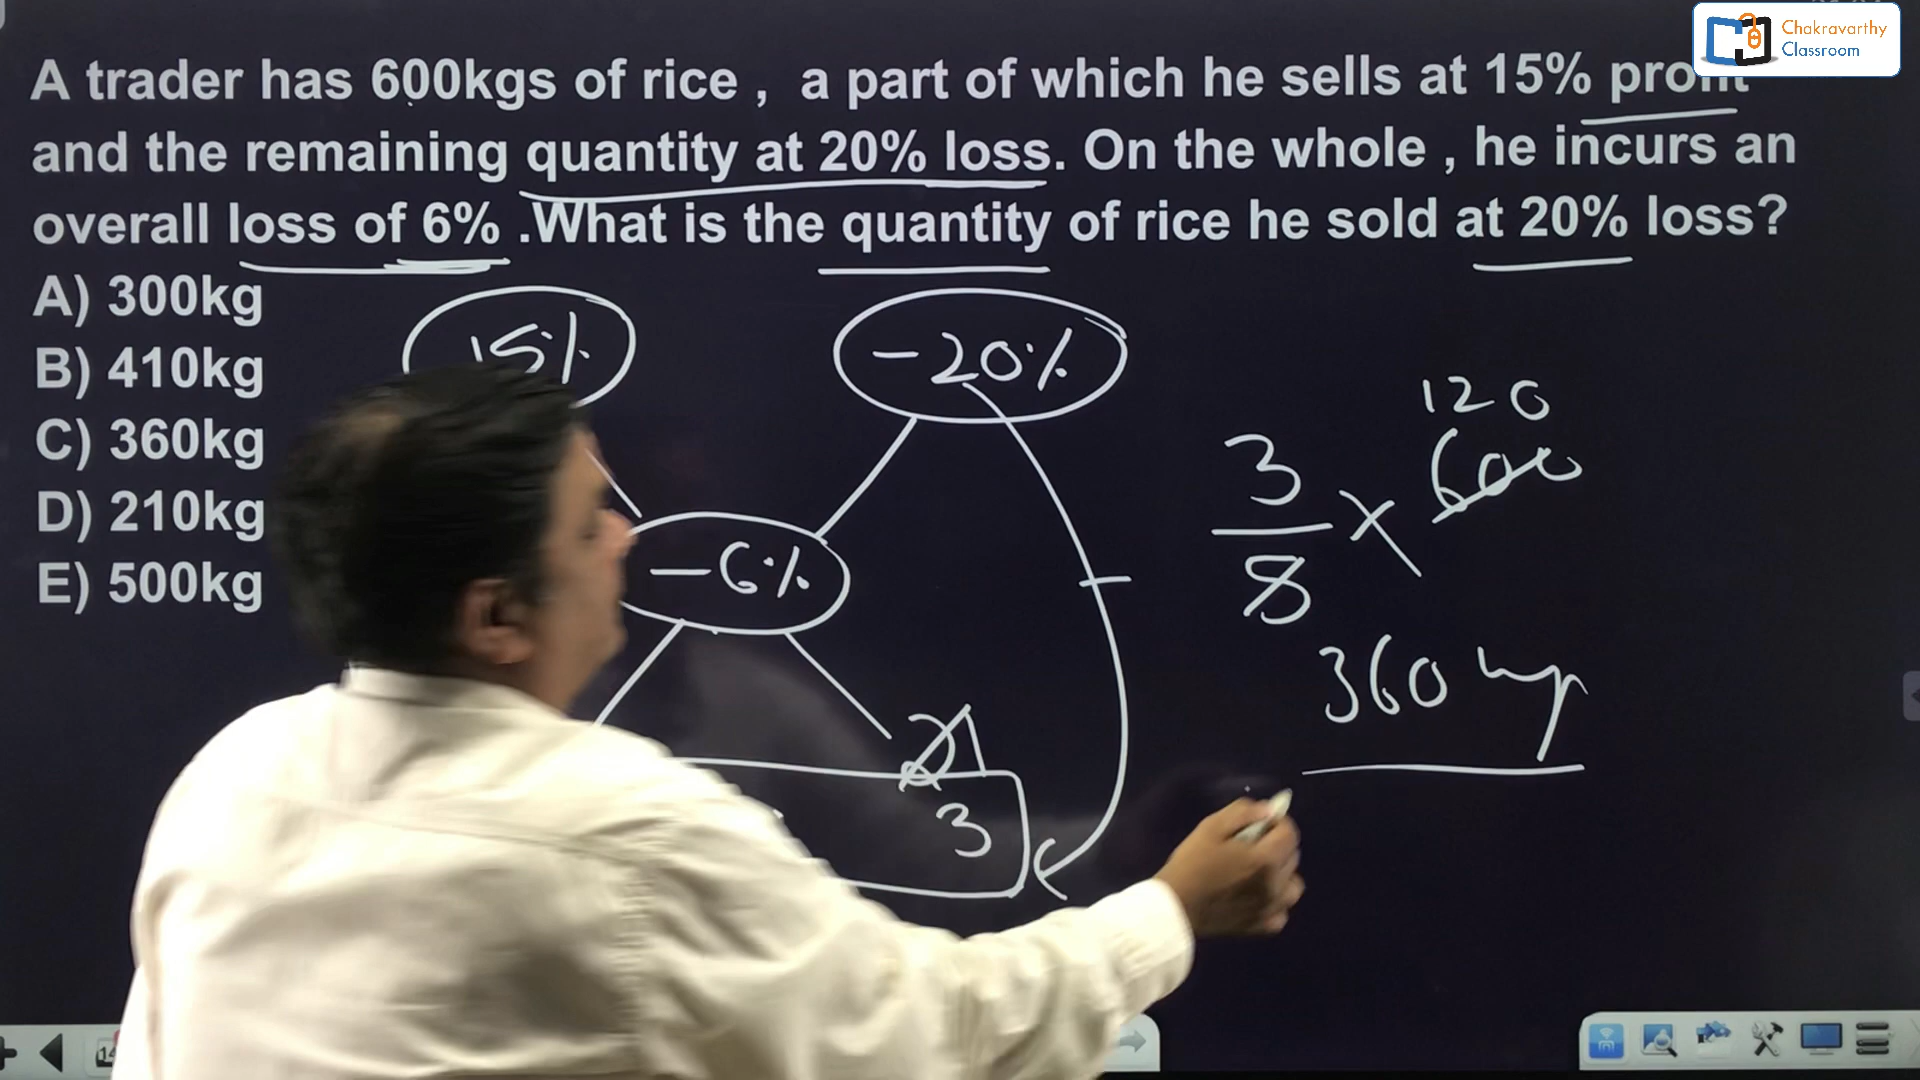 Chakravarthy
Classroom
A trader has 600kgs of rice , a part of which he sells at 15% profit
and the remaining quantity at 20% loss. On the whole , he incurs an
overall loss of 6% .What is the quantity of rice he sold at 20% loss?
A) 300kg
B) 410kg
C) 360kg
D) 210kg
E) 500kg
15%
-20%
-6%
21
3
120
3
8
× 600
360 kg